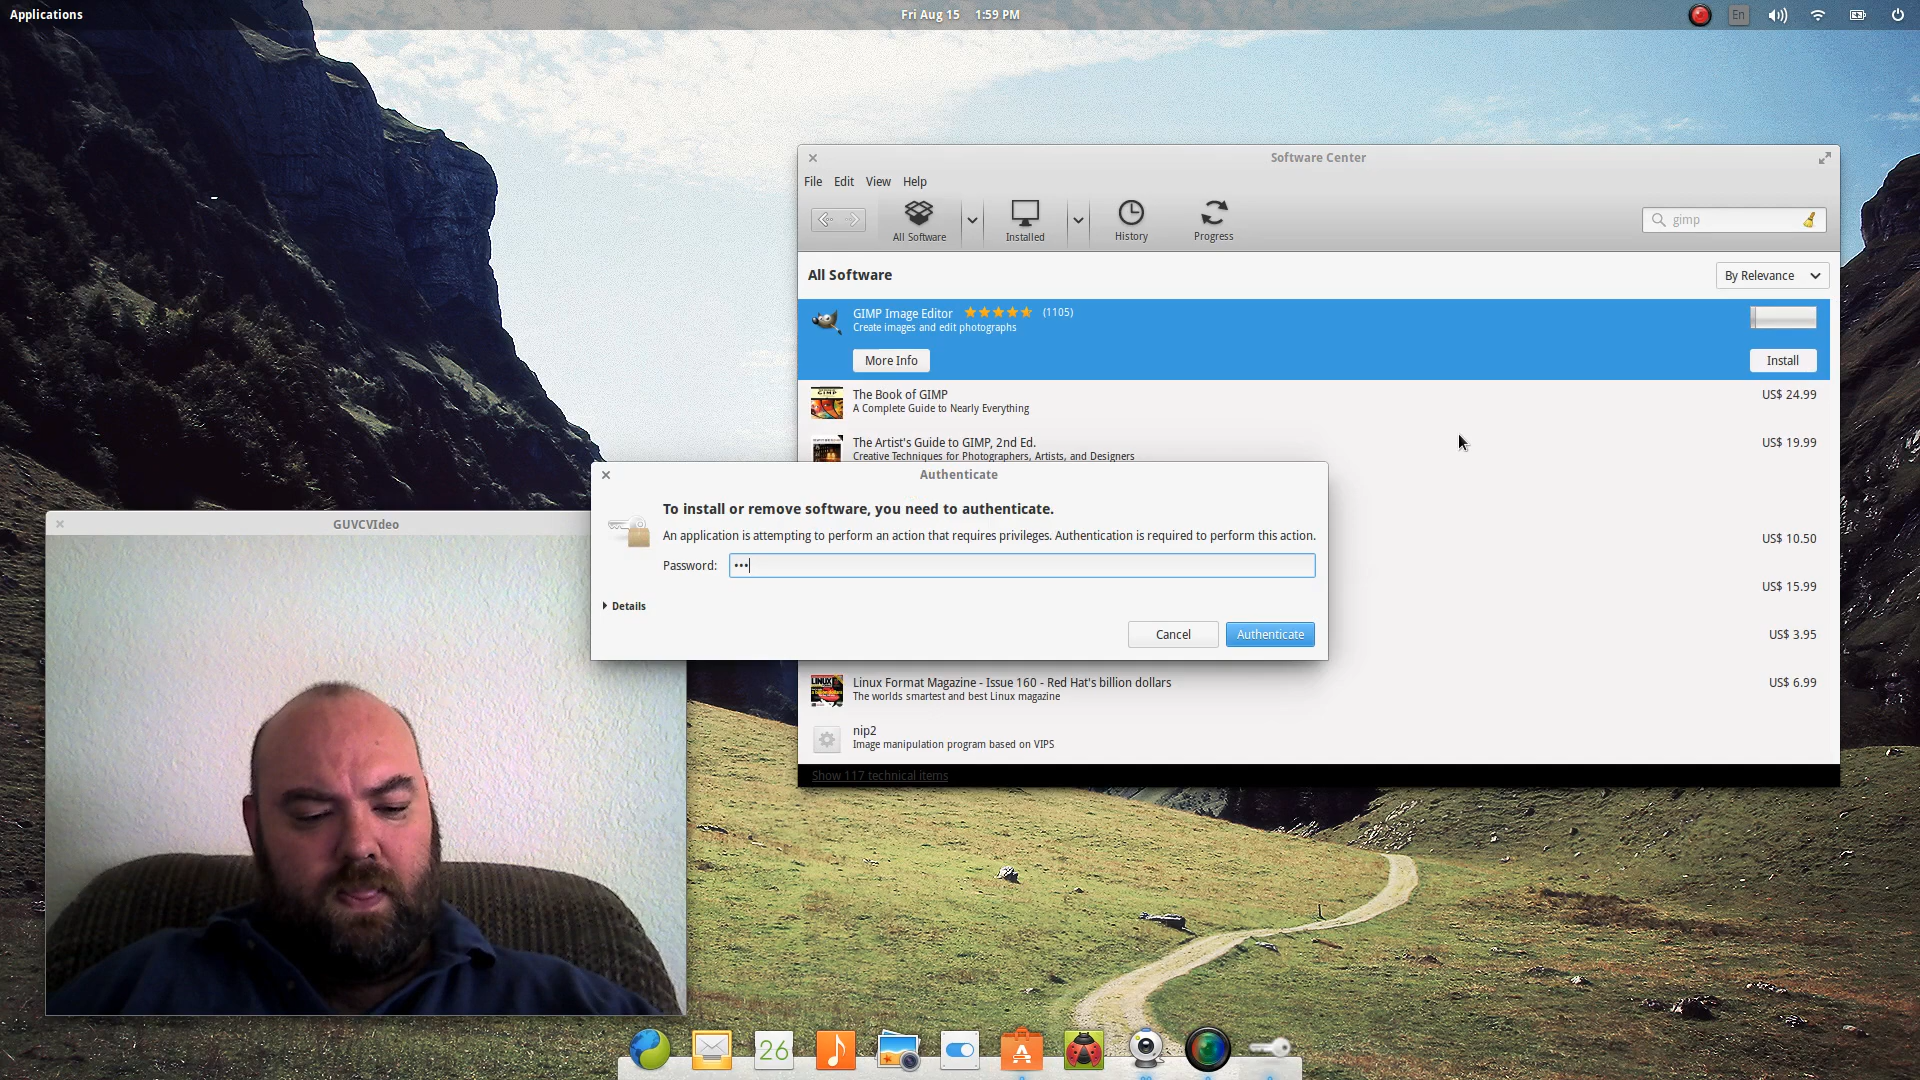 Applications
Fri Aug 15 1:59 PM
En
Software Center
File Edit View Help
All Software
Installed
History
Progress
gimp
All Software
By Relevance
GIMP Image Editor (1105)
Create images and edit photographs
More Info
Install
The Book of GIMP
US$ 24.99
A Complete Guide to Nearly Everything
The Artist's Guide to GIMP, 2nd Ed.
US$ 19.99
Creative Techniques for Photographers, Artists, and Designers
Authenticate
To install or remove software, you need to authenticate.
An application is attempting to perform an action that requires privileges. Authentication is required to perform this action.
Password: •••
Details
Cancel
Authenticate
US$ 10.50
US$ 15.99
US$ 3.95
GUVCVIdeo
Linux Format Magazine - Issue 160 - Red Hat's billion dollars
US$ 6.99
The worlds smartest and best Linux magazine
nip2
Image manipulation program based on VIPS
Show 117 technical items
26